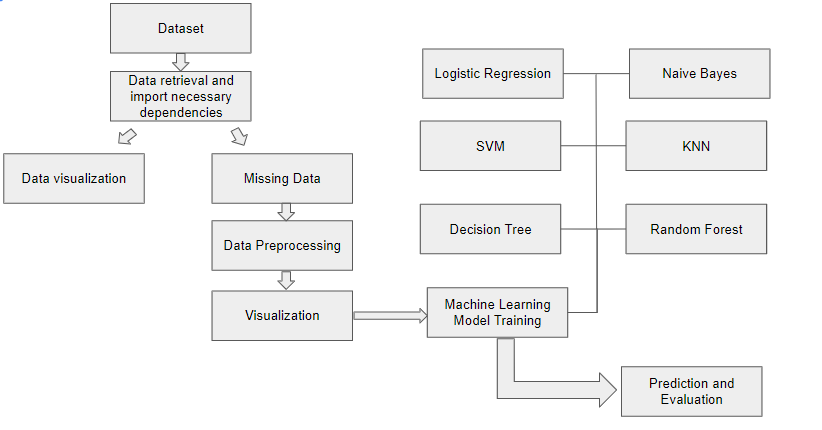 Dataset
Data retrieval and
import necessary
dependencies
Data visualization
Missing Data
Data Preprocessing
Visualization
Logistic Regression
Naive Bayes
SVM
KNN
Decision Tree
Random Forest
Machine Learning
Model Training
Prediction and
Evaluation